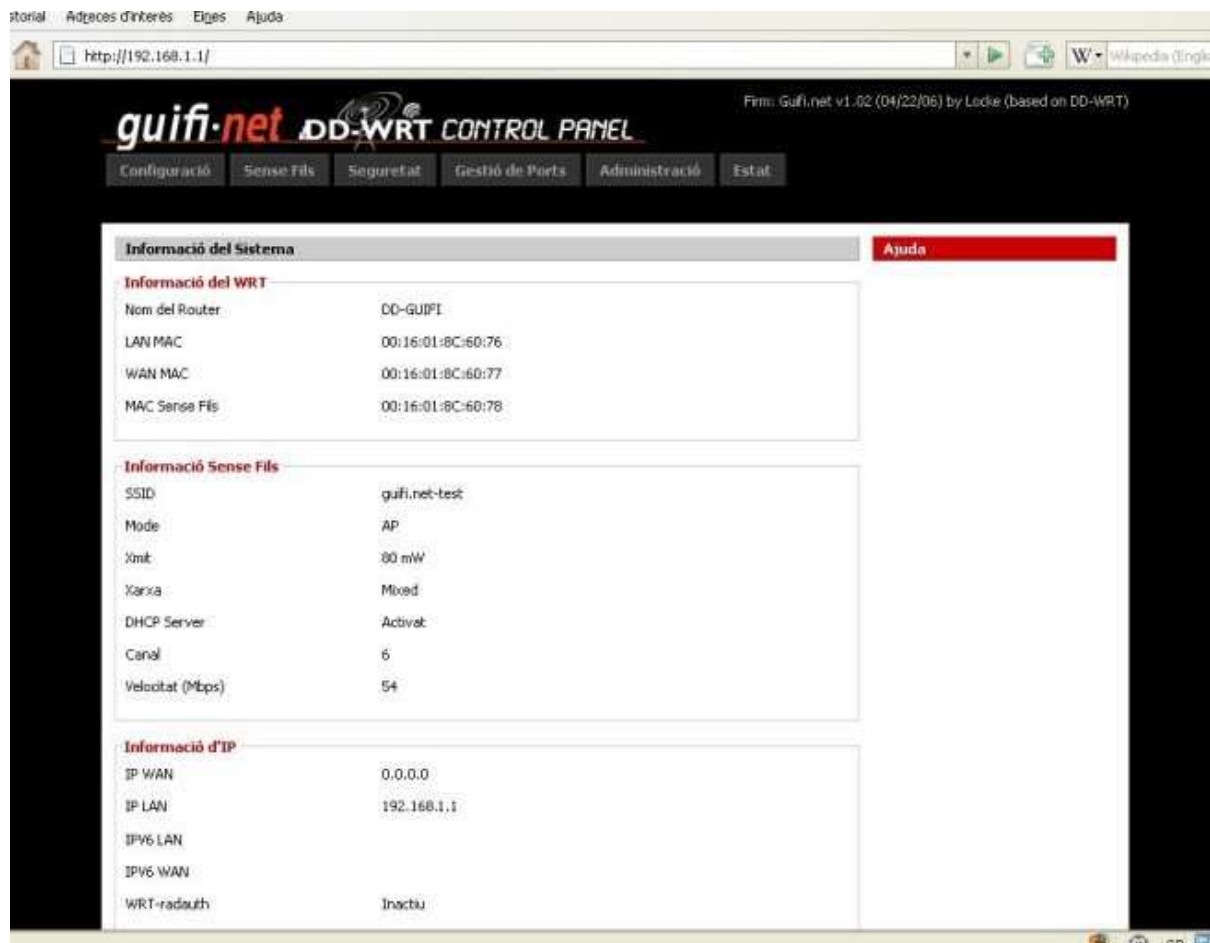 storial Adreces d'interès Eines Ajuda
http://192.168.1.1/
W Wikipedia (Engli
Firm: Guifi.net v1.02 (04/22/06) by Locke (based on DD-WRT)
guifi·net DD-WRT CONTROL PANEL
Configuració Sense Fils Seguretat Gestió de Ports Administració Estat
Informació del Sistema
Ajuda
Informació del WRT
Nom del Router DD-GUIFI
LAN MAC 00:16:01:8C:60:76
WAN MAC 00:16:01:8C:60:77
MAC Sense Fils 00:16:01:8C:60:78
Informació Sense Fils
SSID guifi.net-test
Mode AP
Xmit 80 mW
Xarxa Mixed
DHCP Server Activat
Canal 6
Velocitat (Mbps) 54
Informació d'IP
IP WAN 0.0.0.0
IP LAN 192.168.1.1
IPV6 LAN
IPV6 WAN
WRT-radauth Inactiu